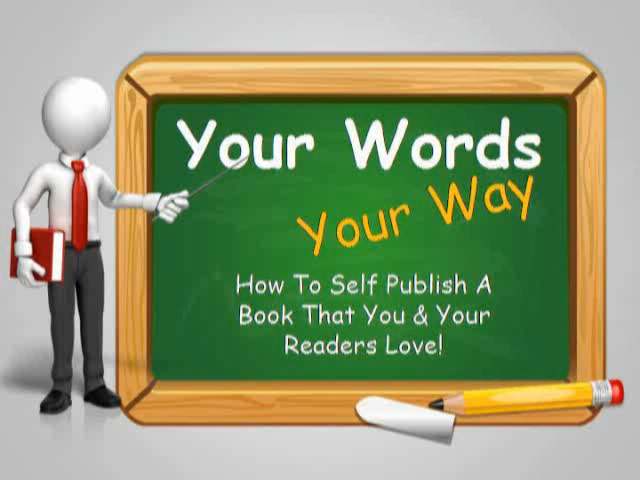 Your Words
Your Way
How To Self Publish A
Book That You & Your
Readers Love!